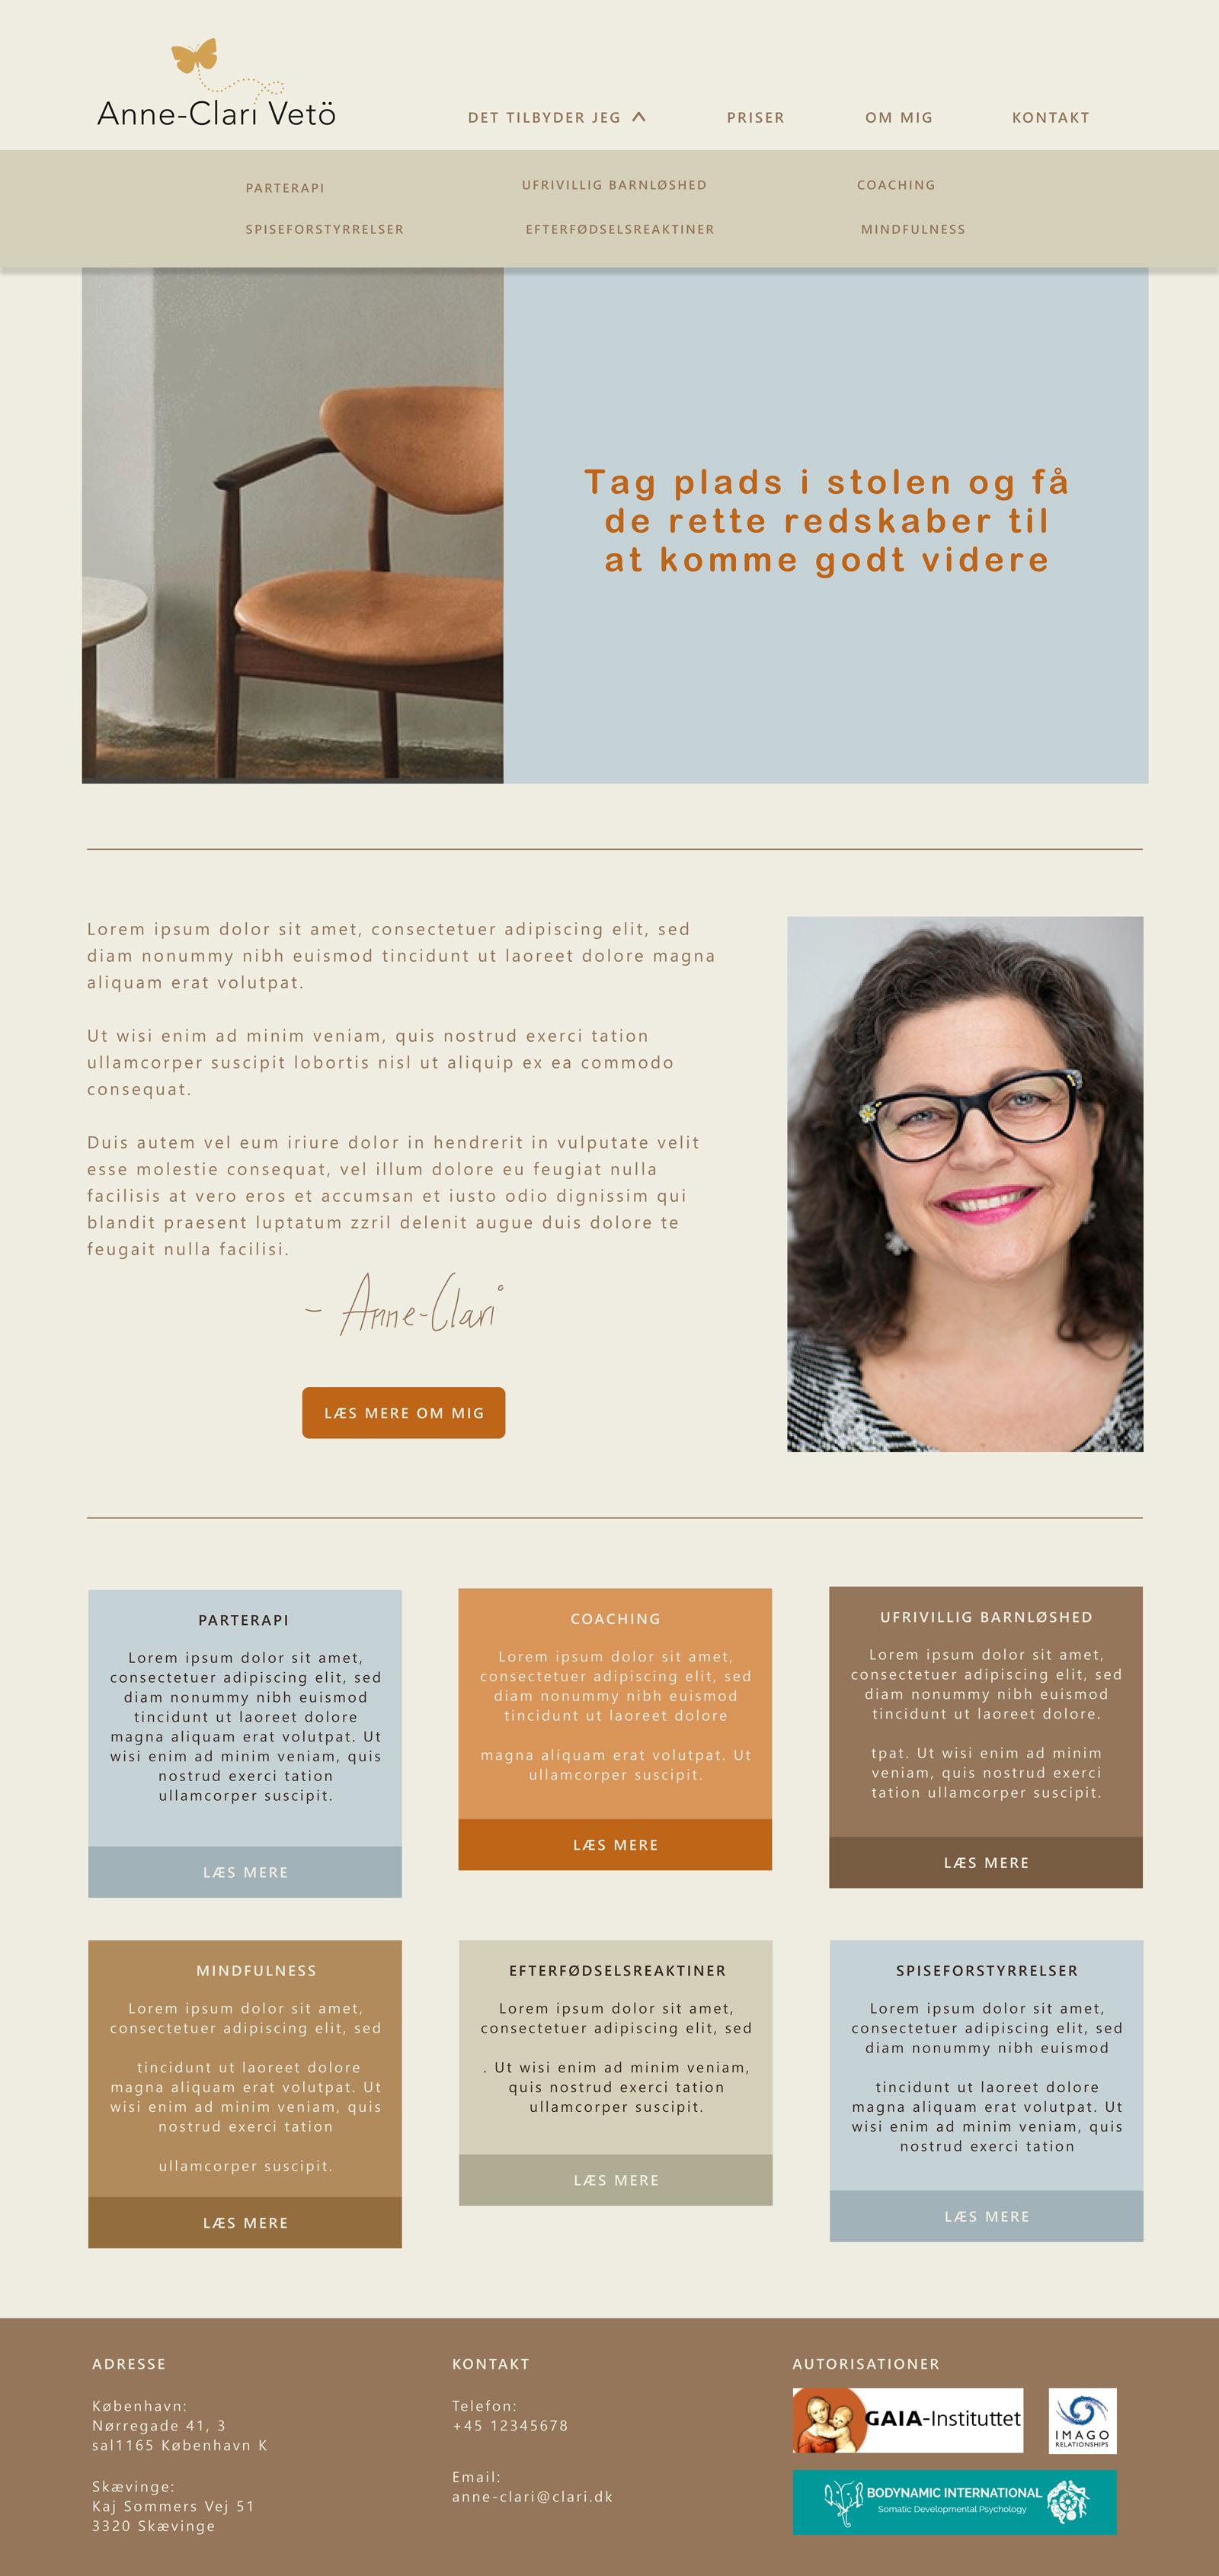 Anne-Clari Vetö
DET TILBYDER JEG
PRISER
OM MIG
KONTAKT
PARTERAPI
UFRIVILLIG BARNLØSHED
COACHING
SPISEFORSTYRRELSER
EFTERFØDSELSREAKTINER
MINDFULNESS
Tag plads i stolen og få
de rette redskaber til
at komme godt videre
Lorem ipsum dolor sit amet, consectetuer adipiscing elit, sed
diam nonummy nibh euismod tincidunt ut laoreet dolore magna
aliquam erat volutpat.
Ut wisi enim ad minim veniam, quis nostrud exerci tation
ullamcorper suscipit lobortis nisl ut aliquip ex ea commodo
consequat.
Duis autem vel eum iriure dolor in hendrerit in vulputate velit
esse molestie consequat, vel illum dolore eu feugiat nulla
facilisis at vero eros et accumsan et iusto odio dignissim qui
blandit praesent luptatum zzril delenit augue duis dolore te
feugait nulla facilisi.
- Anne-Clari
LÆS MERE OM MIG
PARTERAPI
Lorem ipsum dolor sit amet,
consectetuer adipiscing elit, sed
diam nonummy nibh euismod
tincidunt ut laoreet dolore
magna aliquam erat volutpat. Ut
wisi enim ad minim veniam, quis
nostrud exerci tation
ullamcorper suscipit.
LÆS MERE
COACHING
Lorem ipsum dolor sit amet,
consectetuer adipiscing elit, sed
diam nonummy nibh euismod
tincidunt ut laoreet dolore
magna aliquam erat volutpat. Ut
ullamcorper suscipit.
LÆS MERE
UFRIVILLIG BARNLØSHED
Lorem ipsum dolor sit amet,
consectetuer adipiscing elit, sed
diam nonummy nibh euismod
tincidunt ut laoreet dolore.
tpat. Ut wisi enim ad minim
veniam, quis nostrud exerci
tation ullamcorper suscipit.
LÆS MERE
MINDFULNESS
Lorem ipsum dolor sit amet,
consectetuer adipiscing elit, sed
tincidunt ut laoreet dolore
magna aliquam erat volutpat. Ut
wisi enim ad minim veniam, quis
nostrud exerci tation
ullamcorper suscipit.
LÆS MERE
EFTERFØDSELSREAKTINER
Lorem ipsum dolor sit amet,
consectetuer adipiscing elit, sed
. Ut wisi enim ad minim veniam,
quis nostrud exerci tation
ullamcorper suscipit.
LÆS MERE
SPISEFORSTYRRELSER
Lorem ipsum dolor sit amet,
consectetuer adipiscing elit, sed
diam nonummy nibh euismod
tincidunt ut laoreet dolore
magna aliquam erat volutpat. Ut
wisi enim ad minim veniam, quis
nostrud exerci tation
LÆS MERE
ADRESSE
København:
Nørregade 41, 3
sal1165 København K
Skævinge:
Kaj Sommers Vej 51
3320 Skævinge
KONTAKT
Telefon:
+45 12345678
Email:
anne-clari@clari.dk
AUTORISATIONER
GAIA-Instituttet
IMAGO
RELATIONSHIPS
BODYNAMIC INTERNATIONAL
Somatic Developmental Psychology